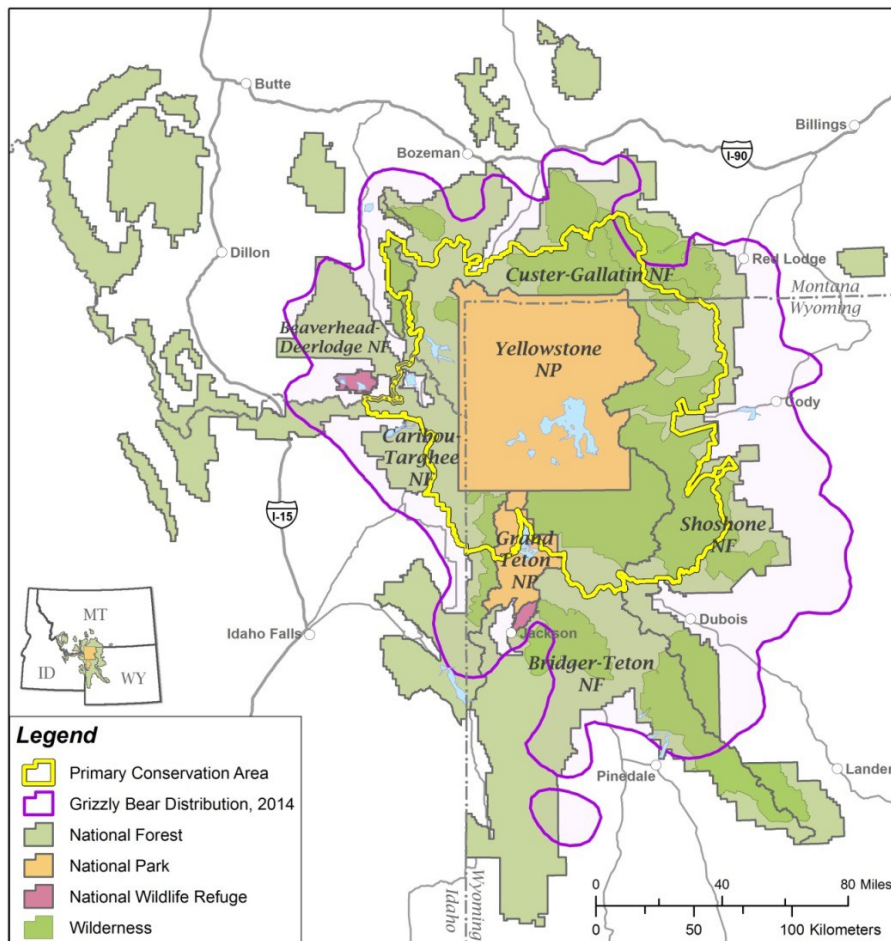 Butte
Billings
I-90
Bozeman
Dillon
Red Lodge
Custer-Gallatin NF
Montana
Wyoming
Beaverhead-
Deerlodge NF
Yellowstone
NP
Cody
Caribou-
Targhee
NF
I-15
Shoshone
NF
Grand
Teton
NP
Dubois
Idaho Falls
Jackson
Bridger-Teton
NF
MT
ID
WY
Pinedale
Lander
Legend
Primary Conservation Area
Grizzly Bear Distribution, 2014
National Forest
National Park
National Wildlife Refuge
Wilderness
Idaho
Wyoming
0 40 80 Miles
0 50 100 Kilometers